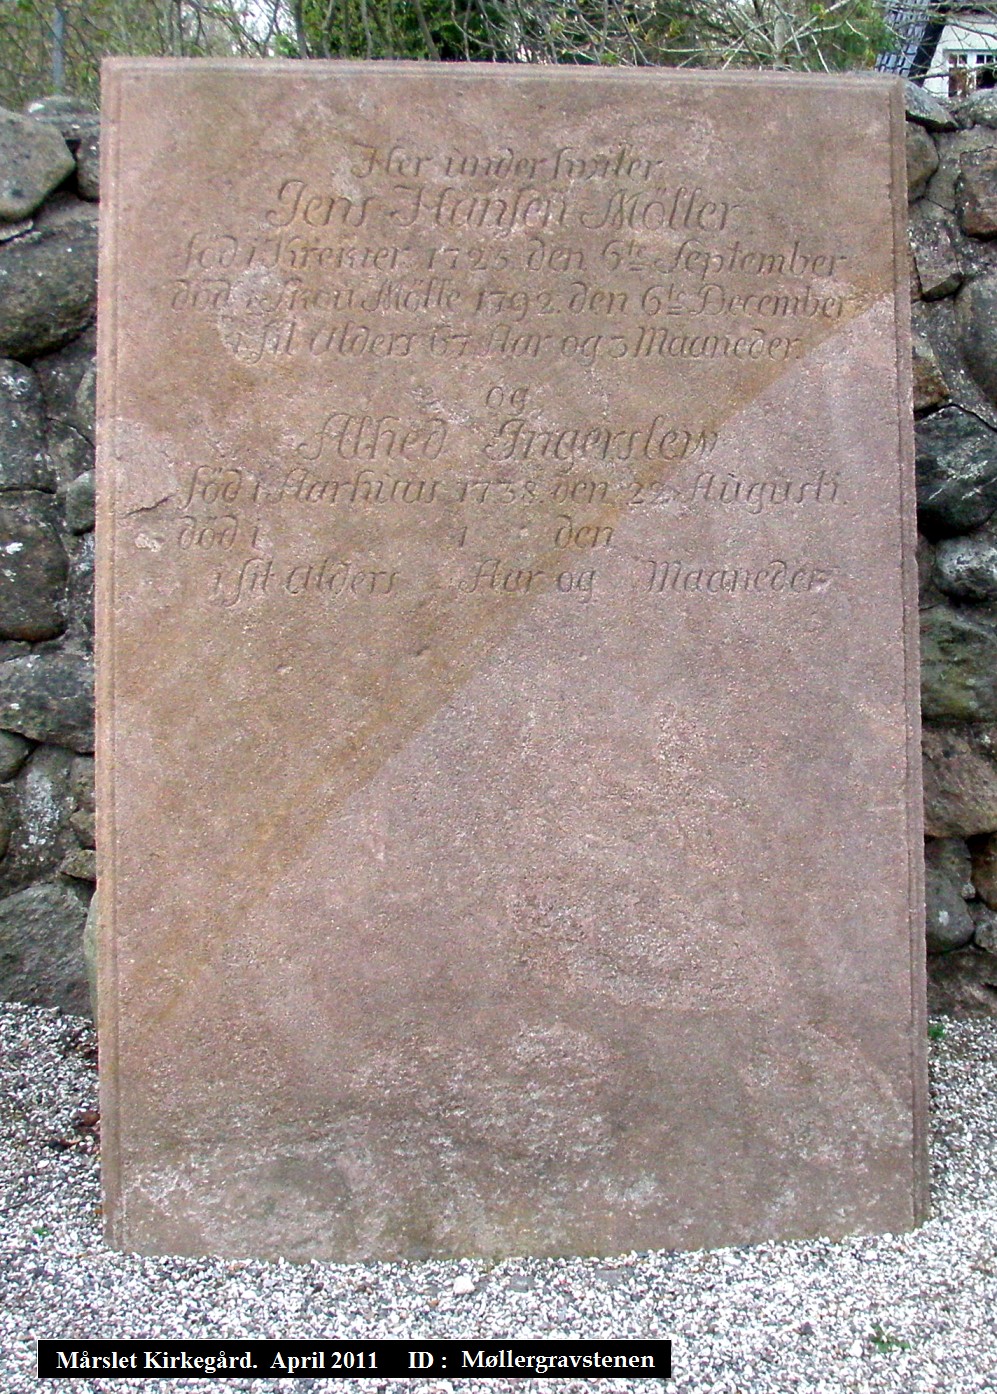 Her under hviler
Jens Hansen Möller
föd i Krekier 1725. den 6te September
död i Skou Mölle 1792. den 6te December
i sit Alders 67. Aar og 3 Maaneder.
og
Alhed Ingerslew
föd i Aarhuus 1738. den 22. Augusti.
död i 1 den
i sit Alders Aar og Maaneder
Mårslet Kirkegård. April 2011 ID : Møllergravstenen